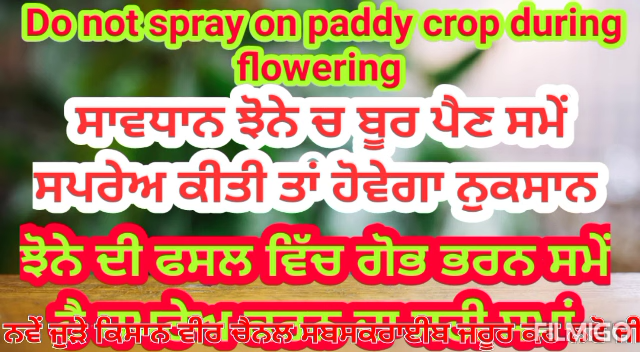 Do not spray on paddy crop during
flowering
ਸਾਵਧਾਨ ਝੋਨੇ ਚ ਬੂਰ ਪੈਣ ਸਮੇਂ
ਸਪਰੇਅ ਕੀਤੀ ਤਾਂ ਹੋਵੇਗਾ ਨੁਕਸਾਨ
ਝੋਨੇ ਦੀ ਫਸਲ ਵਿੱਚ ਗੋਭ ਭਰਨ ਸਮੇਂ
ਨਵੇਂ ਜੁੜੇ ਕਿਸਾਨ ਵੀਰ ਚੈਨਲ ਸਬਸਕਰਾਈਬ ਜਰੂਰ ਕਰ
FILMIGO